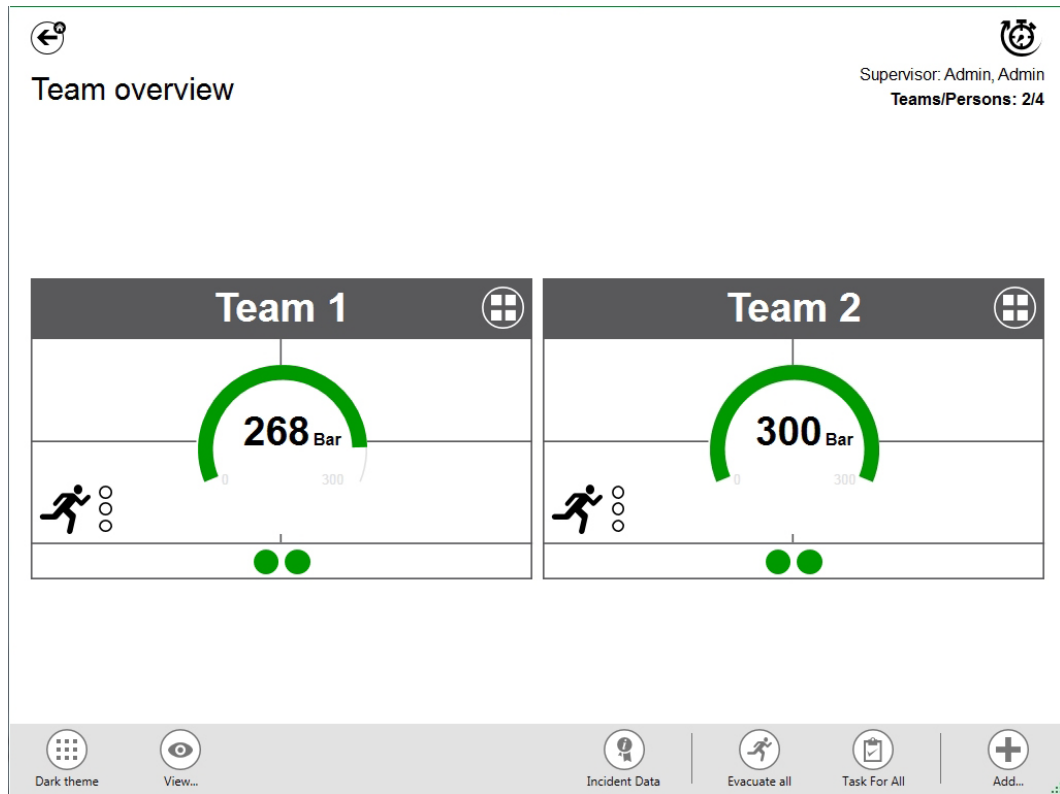 Team overview
Supervisor: Admin, Admin
Teams/Persons: 2/4
Team 1
Team 2
268 Bar
0 300
300 Bar
0 300
Dark theme
View...
Incident Data
Evacuate all
Task For All
Add...